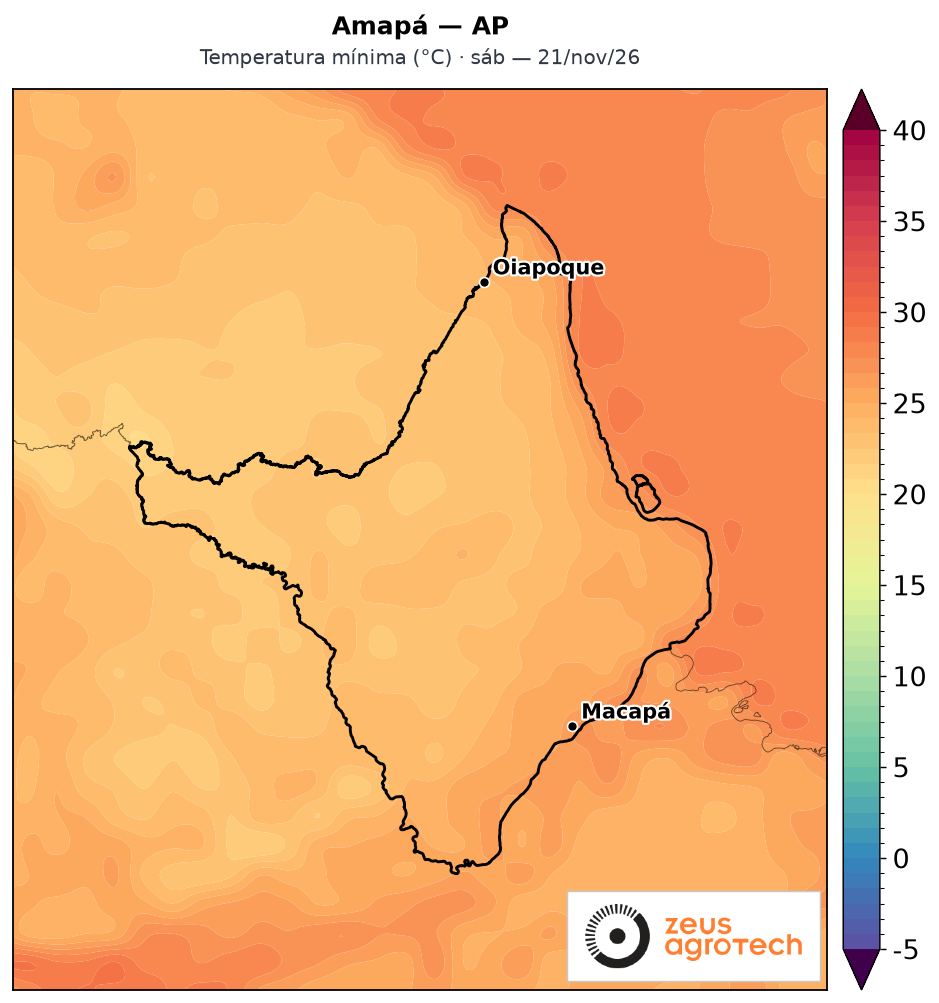 Amapá — AP
Temperatura mínima (°C) · sáb — 21/nov/26
40
35
30
25
20
15
10
5
0
-5
Oiapoque
Macapá
zeus
agrotech